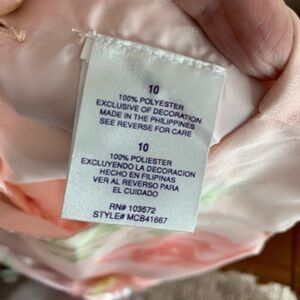 10
100% POLYESTER
EXCLUSIVE OF DECORATION
MADE IN THE PHILIPPINES
SEE REVERSE FOR CARE
10
100% POLIESTER
EXCLUYENDO LA DECORACION
HECHO EN FILIPINAS
VER AL REVERSO PARA
EL CUIDADO
RN# 103572
STYLE# MCB41667